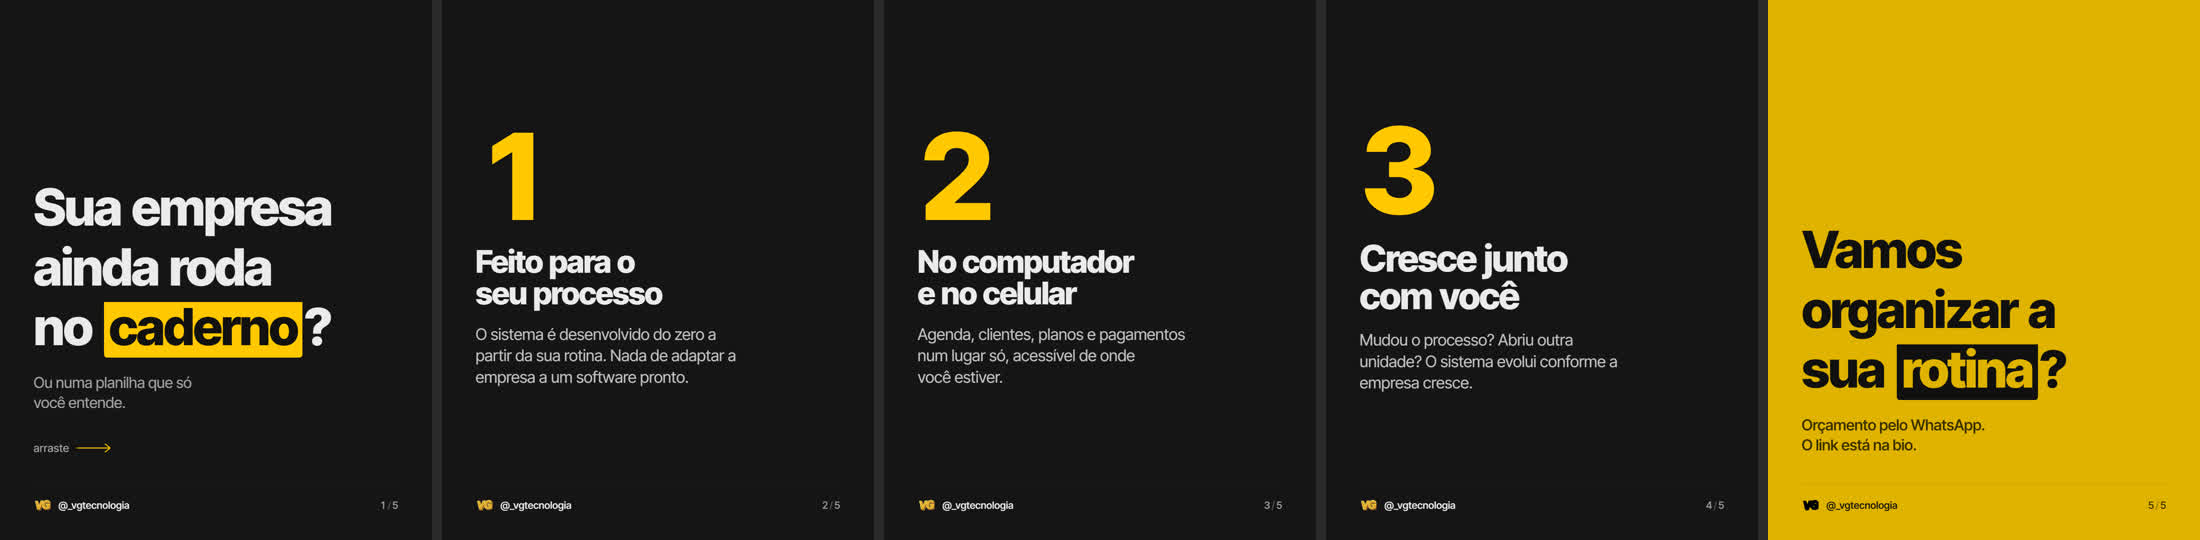 Sua empresa
ainda roda
no caderno?
Ou numa planilha que só
você entende.
arraste
VG @_vgtecnologia
1/5
1
Feito para o
seu processo
O sistema é desenvolvido do zero a
partir da sua rotina. Nada de adaptar a
empresa a um software pronto.
VG @_vgtecnologia
2/5
2
No computador
e no celular
Agenda, clientes, planos e pagamentos
num lugar só, acessível de onde
você estiver.
VG @_vgtecnologia
3/5
3
Cresce junto
com você
Mudou o processo? Abriu outra
unidade? O sistema evolui conforme a
empresa cresce.
VG @_vgtecnologia
4/5
Vamos
organizar a
sua rotina?
Orçamento pelo WhatsApp.
O link está na bio.
VG @_vgtecnologia
5/5